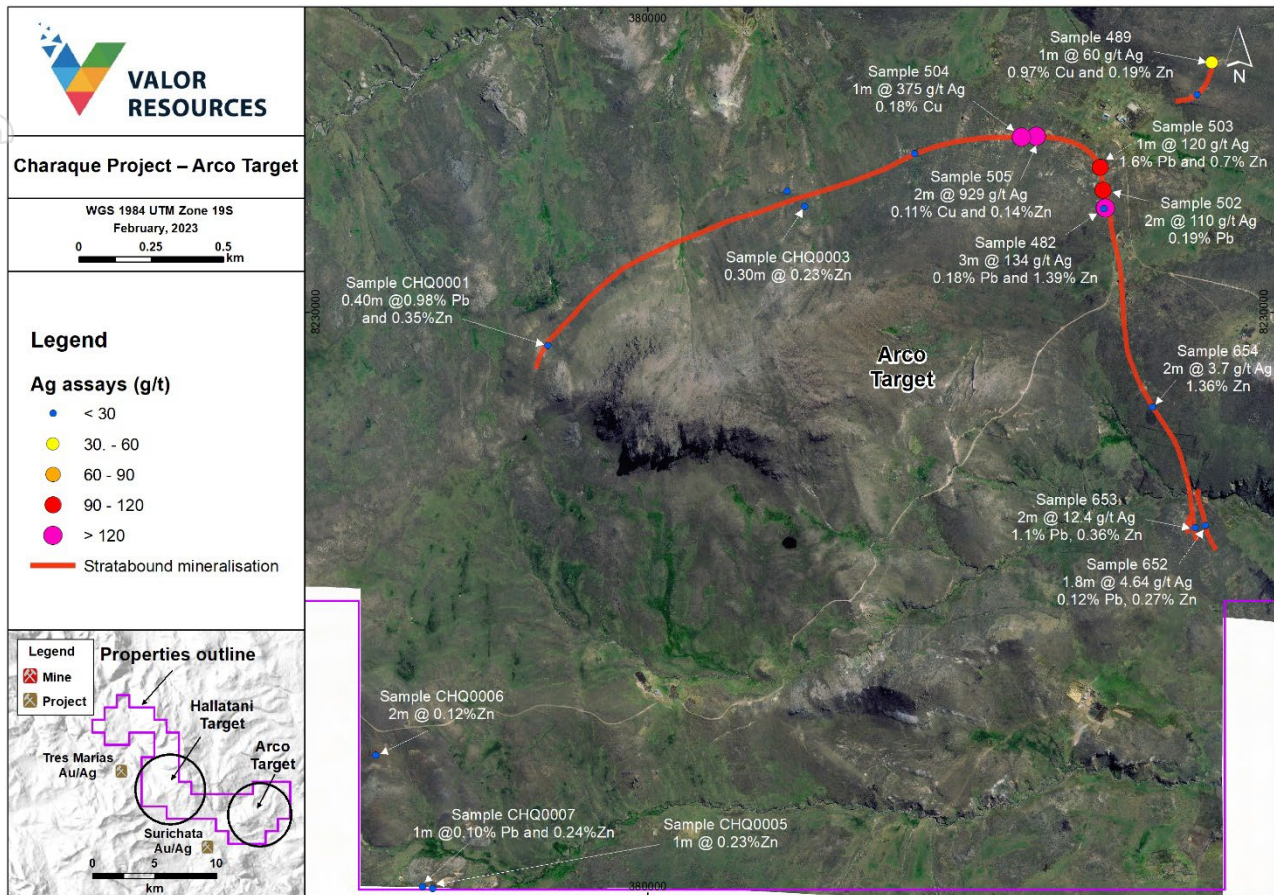 VALOR
RESOURCES
Charaque Project – Arco Target
WGS 1984 UTM Zone 19S
February, 2023
0 0.25 0.5
km
Legend
Ag assays (g/t)
< 30
30. - 60
60 - 90
90 - 120
> 120
Stratabound mineralisation
Legend
Mine
Project
Properties outline
Hallatani
Target
Arco
Target
Tres Marias
Au/Ag
Surichata
Au/Ag
0 5 10
km
380000
8230000
8230000
380000
N
Sample 489
1m @ 60 g/t Ag
0.97% Cu and 0.19% Zn
Sample 504
1m @ 375 g/t Ag
0.18% Cu
Sample 503
1m @ 120 g/t Ag
1.6% Pb and 0.7% Zn
Sample 505
2m @ 929 g/t Ag
0.11% Cu and 0.14%Zn
Sample 502
2m @ 110 g/t Ag
0.19% Pb
Sample 482
3m @ 134 g/t Ag
0.18% Pb and 1.39% Zn
Sample CHQ0003
0.30m @ 0.23%Zn
Sample CHQ0001
0.40m @0.98% Pb
and 0.35%Zn
Arco
Target
Sample 654
2m @ 3.7 g/t Ag
1.36% Zn
Sample 653
2m @ 12.4 g/t Ag
1.1% Pb, 0.36% Zn
Sample 652
1.8m @ 4.64 g/t Ag
0.12% Pb, 0.27% Zn
Sample CHQ0006
2m @ 0.12%Zn
Sample CHQ0007
1m @0.10% Pb and 0.24%Zn
Sample CHQ0005
1m @ 0.23%Zn